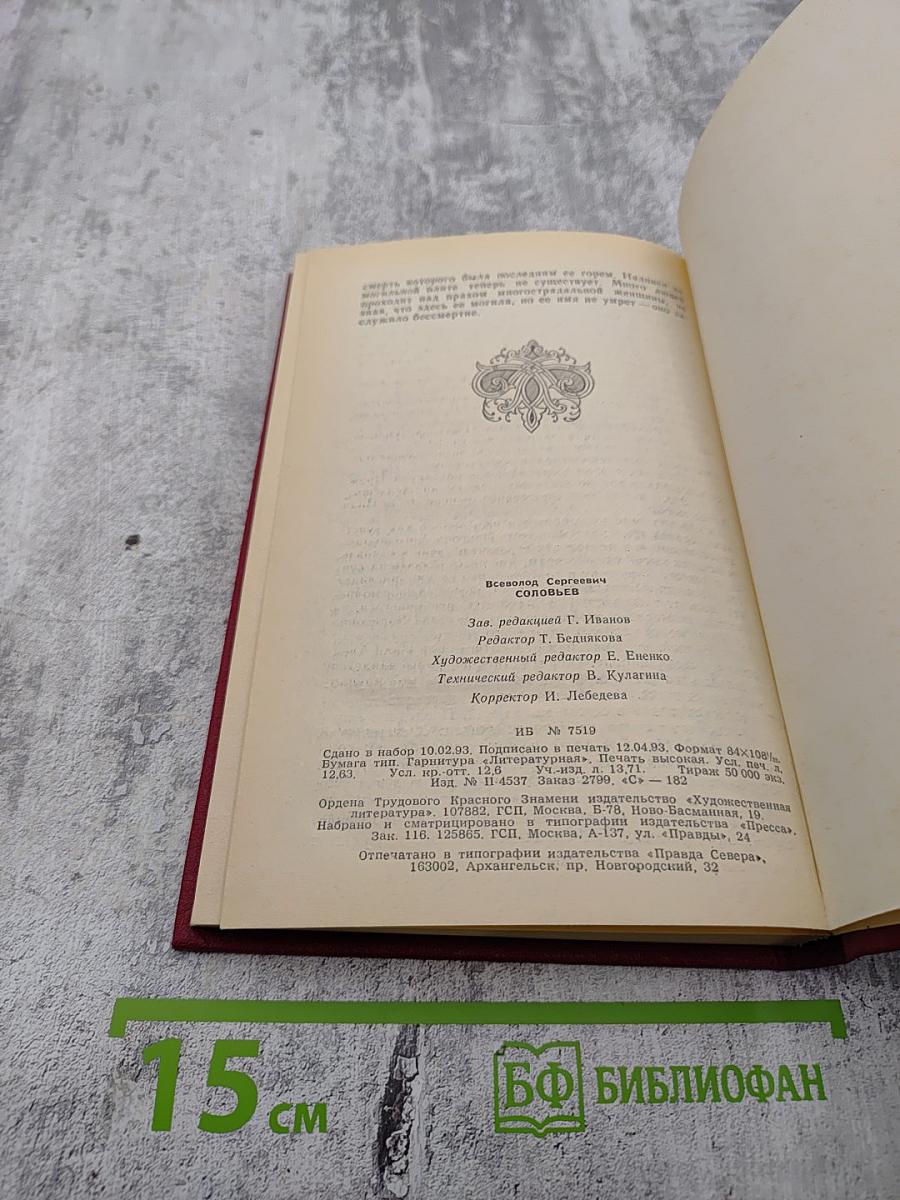 смерть которого была последним ее горем. Надписи на
могильной плите теперь не существует. Много людей
проходит над прахом многострадальной женщины, не
зная, что здесь ее могила, но ее имя не умрет — оно за-
служило бессмертие.
Всеволод Сергеевич
СОЛОВЬЕВ
Зав. редакцией Г. Иванов
Редактор Т. Беднякова
Художественный редактор Е. Ененко
Технический редактор В. Кулагина
Корректор И. Лебедева
ИБ № 7519
Сдано в набор 10.02.93. Подписано в печать 12.04.93. Формат 84×108¹/₃₂.
Бумага тип. Гарнитура «Литературная». Печать высокая. Усл. печ. л.
12,63. Усл. кр.-отт. 12,6 Уч.-изд. л. 13,71. Тираж 50 000 экз.
Изд. № II-4537 Заказ 2799. «С» — 182
Ордена Трудового Красного Знамени издательство «Художественная
литература». 107882, ГСП, Москва, Б-78, Ново-Басманная, 19.
Набрано и сматрицировано в типографии издательства «Пресса».
Зак. 116. 125865. ГСП, Москва, А-137, ул. «Правды», 24
Отпечатано в типографии издательства «Правда Севера»,
163002, Архангельск, пр. Новгородский, 32
15 см
БФ БИБЛИОФАН